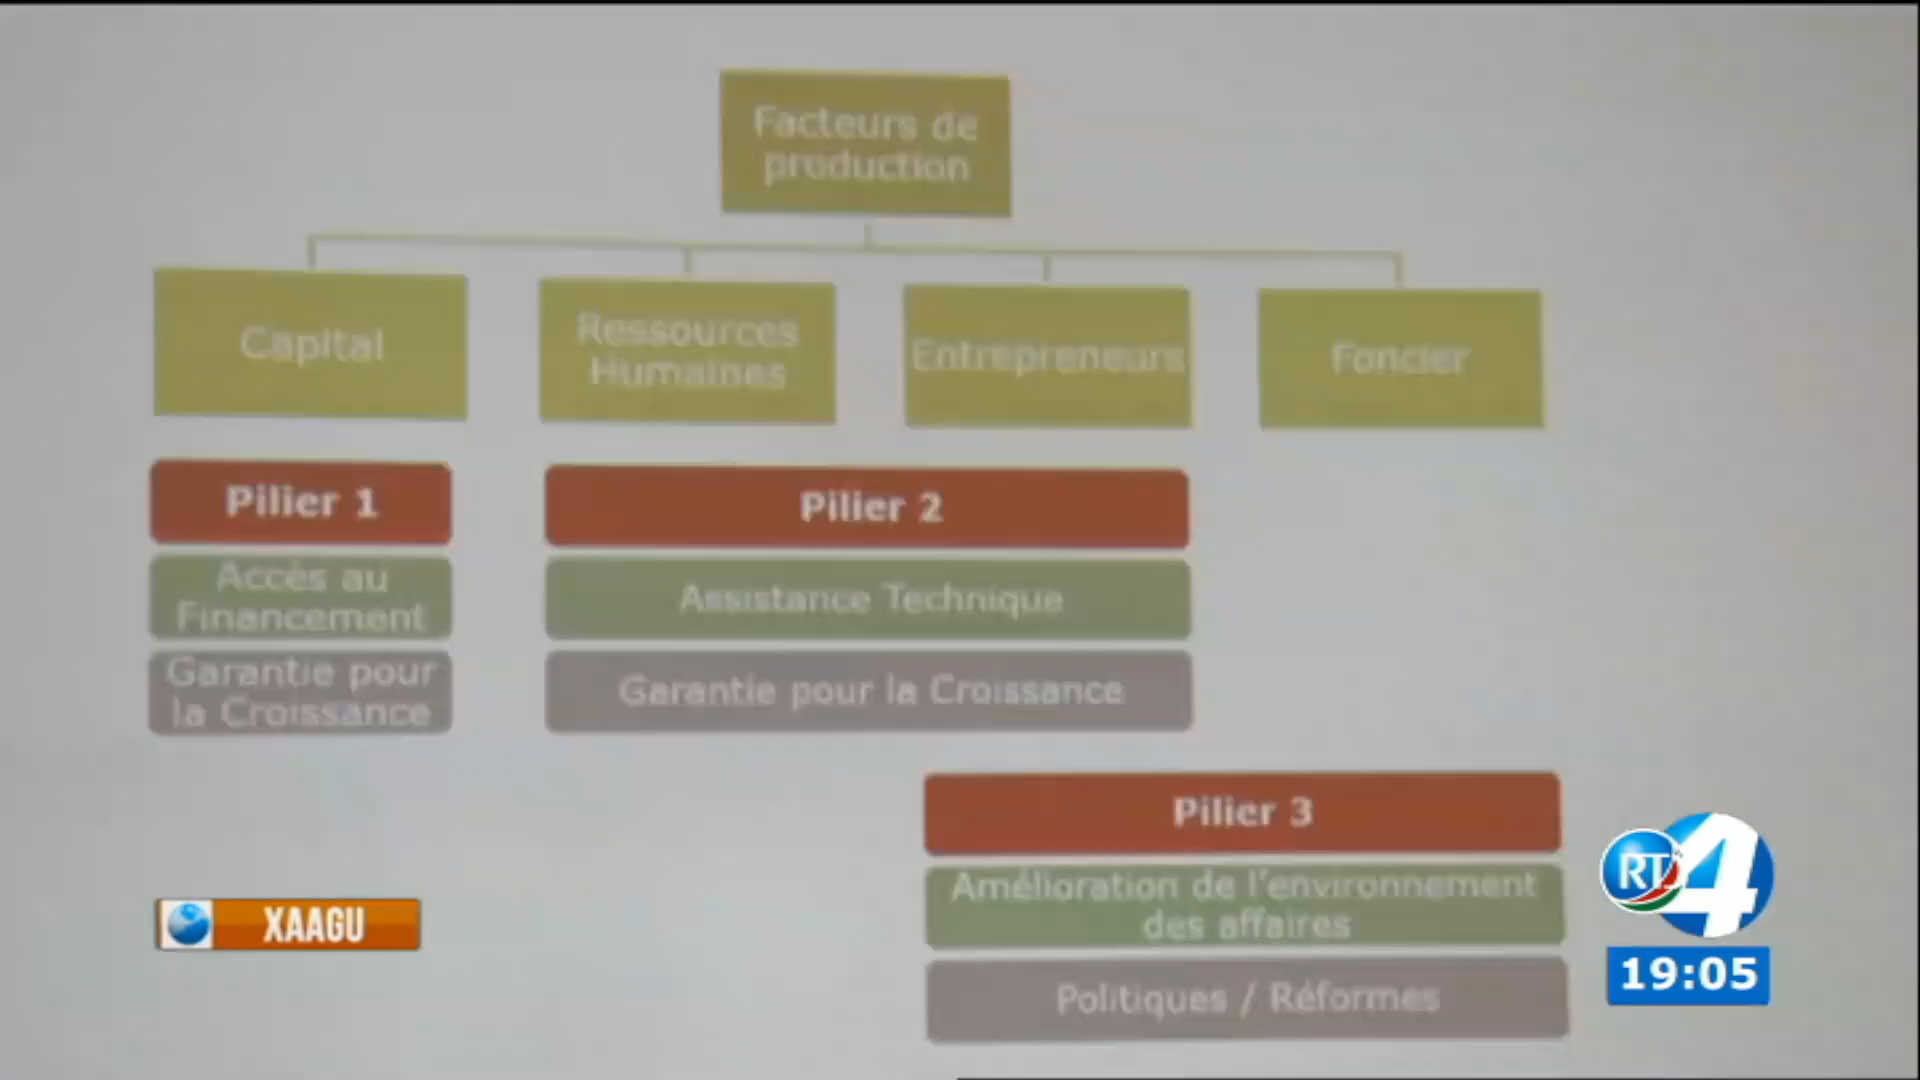 Facteurs de
production
Capital
Ressources
Humaines
Entrepreneurs
Foncier
Pilier 1
Pilier 2
Accès au
Financement
Assistance Technique
Garantie pour
la Croissance
Garantie pour la Croissance
Pilier 3
Amélioration de l'environnement
des affaires
Politiques / Réformes
XAAGU
RTD
4
19:05